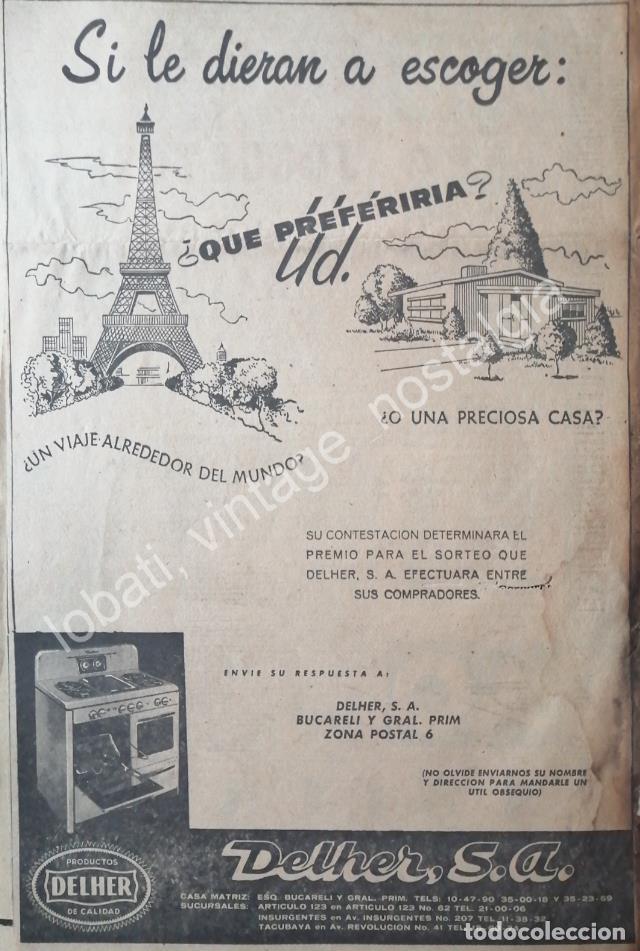 Si le dieran a escoger:
¿QUE PREFERIRIA Ud.?
¿UN VIAJE ALREDEDOR DEL MUNDO?
¿O UNA PRECIOSA CASA?
SU CONTESTACION DETERMINARA EL
PREMIO PARA EL SORTEO QUE
DELHER, S. A. EFECTUARA ENTRE
SUS COMPRADORES.
ENVIE SU RESPUESTA A:
DELHER, S. A.
BUCARELI Y GRAL. PRIM
ZONA POSTAL 6
(NO OLVIDE ENVIARNOS SU NOMBRE
Y DIRECCION PARA MANDARLE UN
UTIL OBSEQUIO)
PRODUCTOS
DELHER
DE CALIDAD
Delher, S.A.
CASA MATRIZ: ESQ. BUCARELI Y GRAL. PRIM. TELS: 10-47-90 35-00-18 Y 35-23-69
SUCURSALES: ARTICULO 123 en ARTICULO 123 No. 62 TEL. 21-00-06
INSURGENTES en Av. INSURGENTES No. 207 TEL. 11-38-32
TACUBAYA en Av. REVOLUCION No. 41 TEL.
lobati, vintage nostalgia
todocoleccion